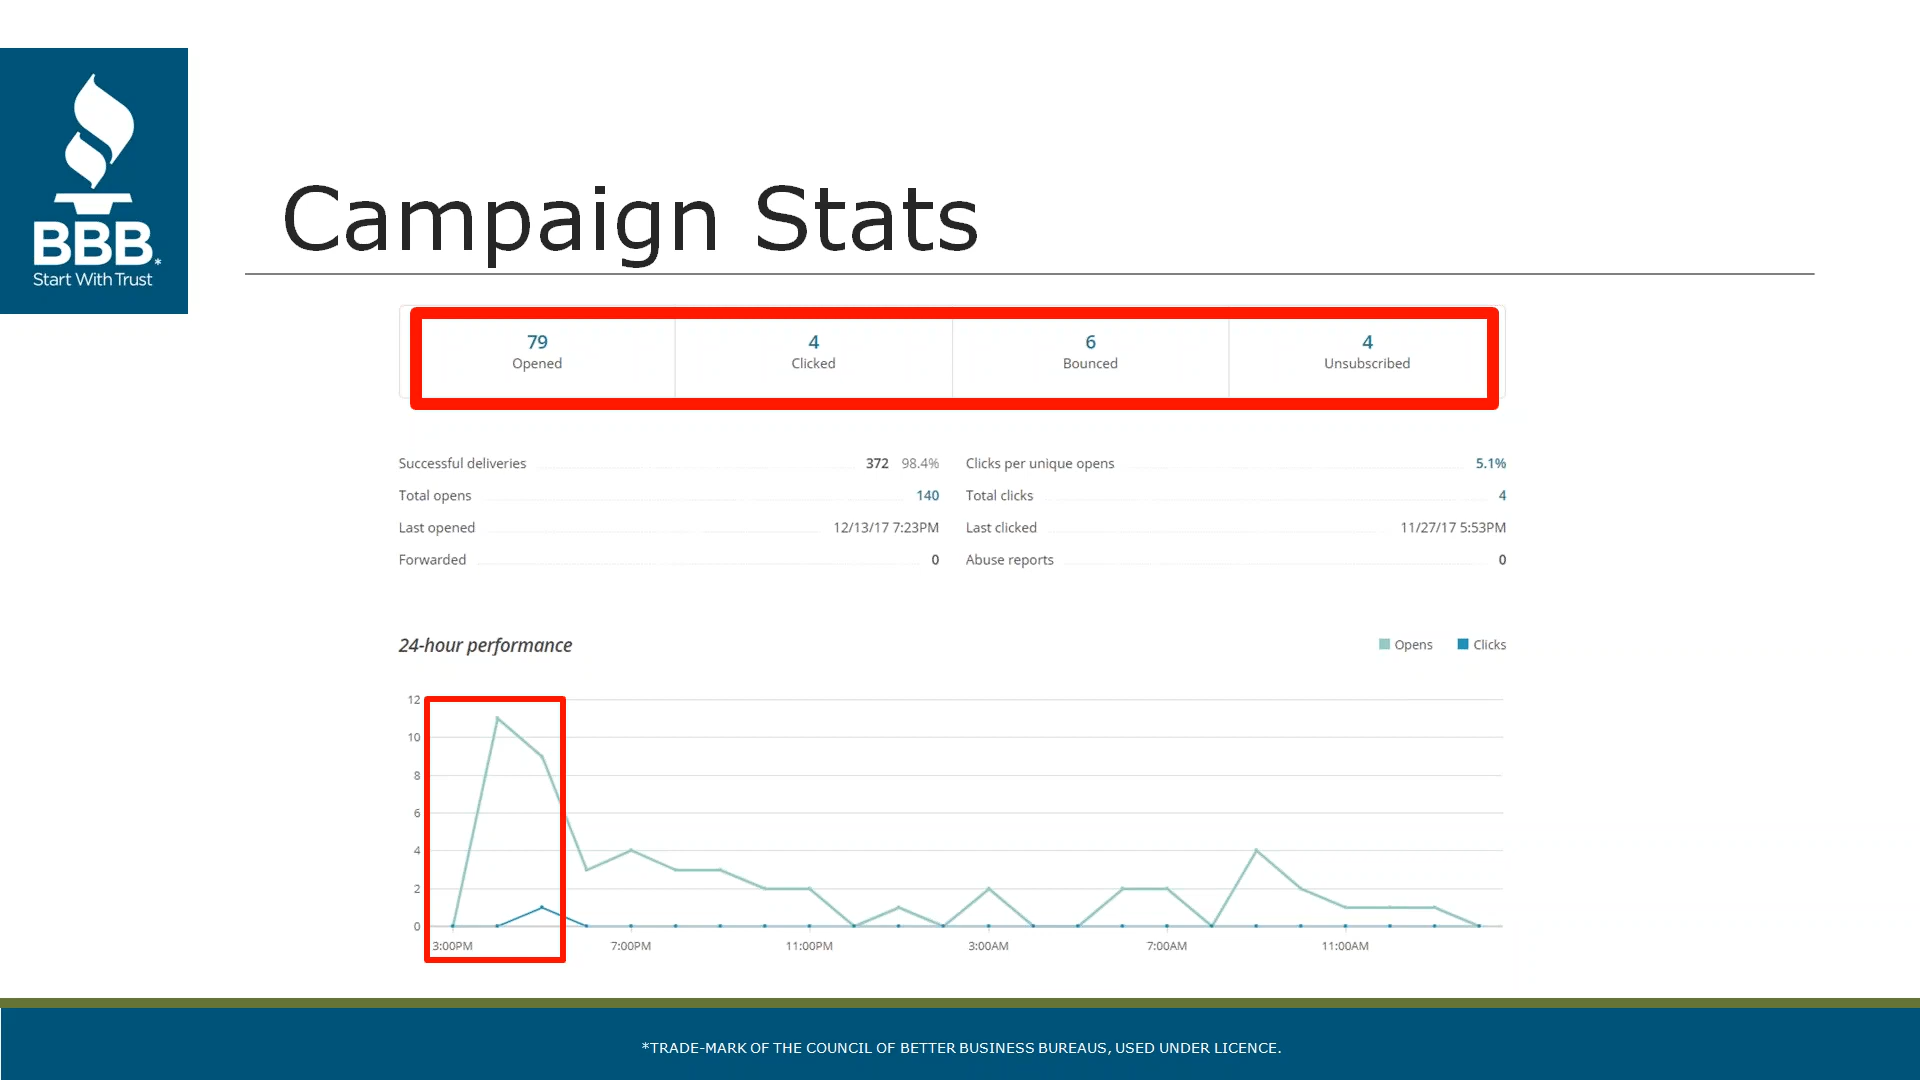 BBB.*
Start With Trust
Campaign Stats
79 4 6 4
Opened Clicked Bounced Unsubscribed
Successful deliveries 372 98.4% Clicks per unique opens 5.1%
Total opens 140 Total clicks 4
Last opened 12/13/17 7:23PM Last clicked 11/27/17 5:53PM
Forwarded 0 Abuse reports 0
24-hour performance Opens Clicks
12
10
8
6
4
2
0
3:00PM 7:00PM 11:00PM 3:00AM 7:00AM 11:00AM
*TRADE-MARK OF THE COUNCIL OF BETTER BUSINESS BUREAUS, USED UNDER LICENCE.